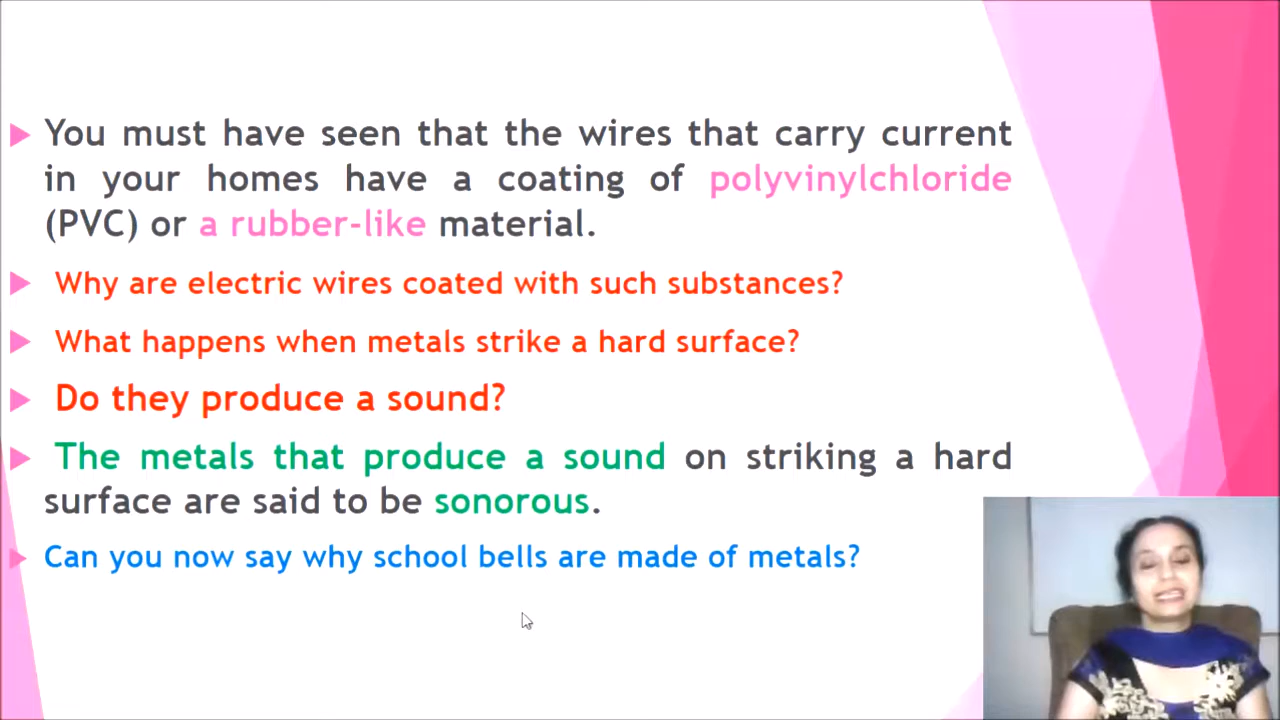 You must have seen that the wires that carry current
in your homes have a coating of polyvinylchloride
(PVC) or a rubber-like material.
Why are electric wires coated with such substances?
What happens when metals strike a hard surface?
Do they produce a sound?
The metals that produce a sound on striking a hard
surface are said to be sonorous.
Can you now say why school bells are made of metals?